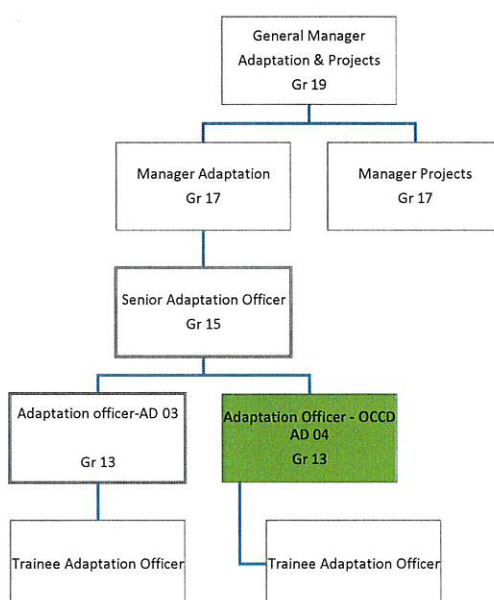 General Manager
Adaptation & Projects
Gr 19
Manager Adaptation
Gr 17
Manager Projects
Gr 17
Senior Adaptation Officer
Gr 15
Adaptation officer-AD 03
Gr 13
Adaptation Officer - OCCD
AD 04
Gr 13
Trainee Adaptation Officer
Trainee Adaptation Officer